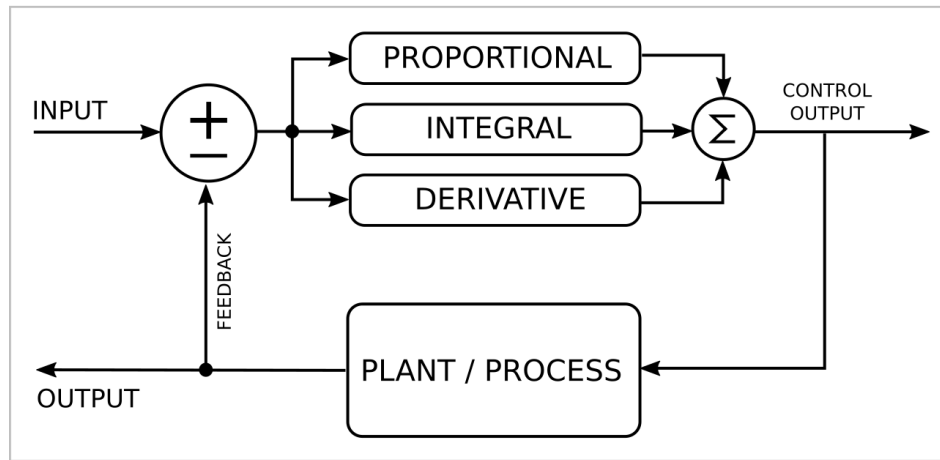 PROPORTIONAL
CONTROL
OUTPUT
INPUT
±
INTEGRAL
Σ
DERIVATIVE
FEEDBACK
PLANT / PROCESS
OUTPUT